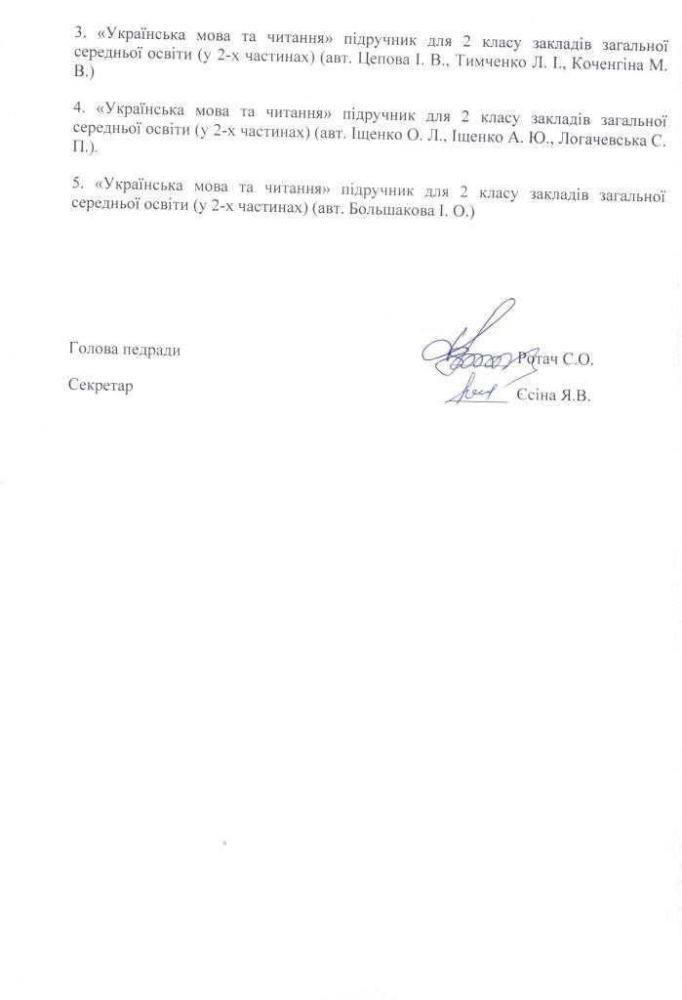 3. «Українська мова та читання» підручник для 2 класу закладів загальної
середньої освіти (у 2-х частинах) (авт. Цепова І. В., Тимченко Л. І., Коченгіна М.
В.)
4. «Українська мова та читання» підручник для 2 класу закладів загальної
середньої освіти (у 2-х частинах) (авт. Іщенко О. Л., Іщенко А. Ю., Логачевська С.
П.).
5. «Українська мова та читання» підручник для 2 класу закладів загальної
середньої освіти (у 2-х частинах) (авт. Большакова І. О.)
Голова педради Ротач С.О.
Секретар Єсіна Я.В.